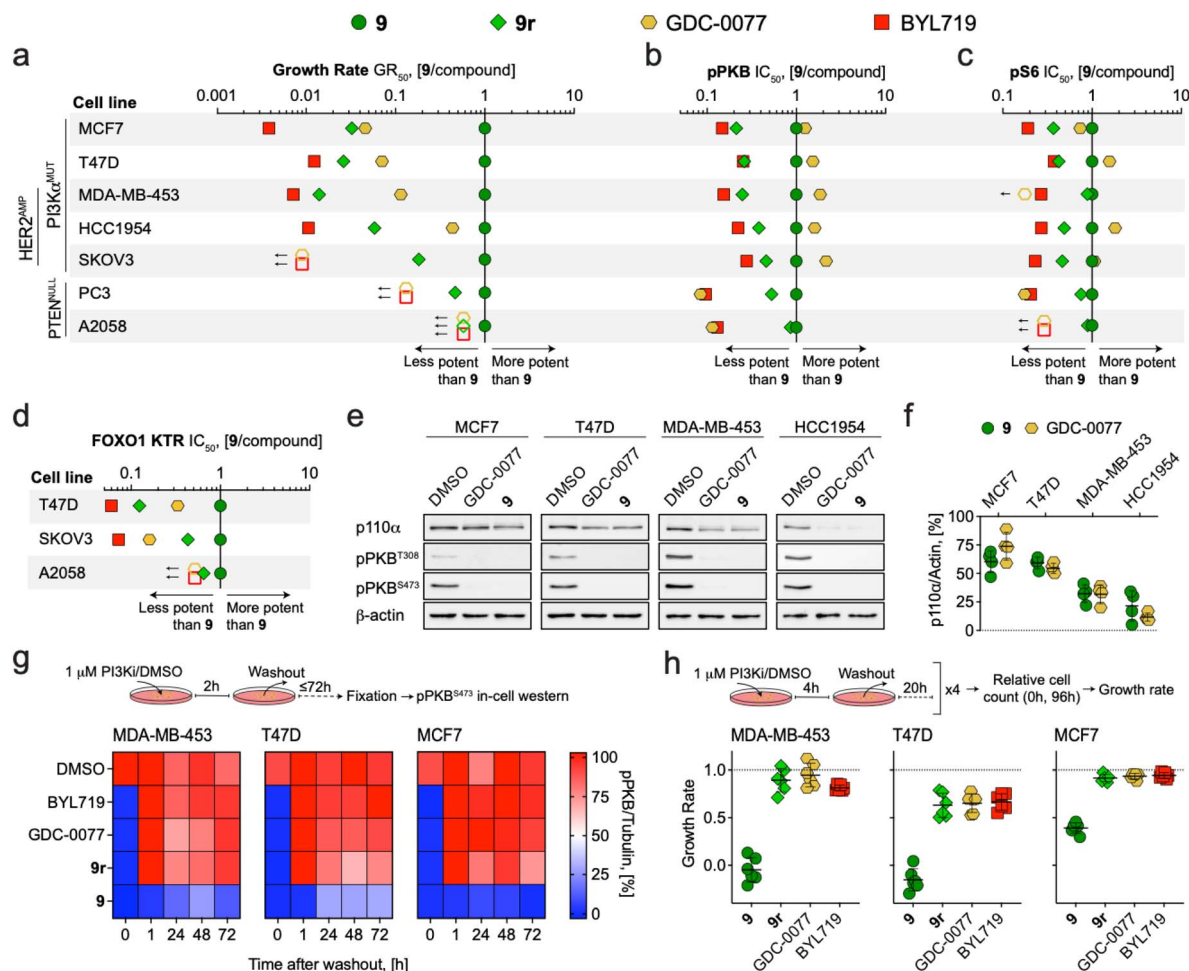 9 9r GDC-0077 BYL719
a
Growth Rate GR50, [9/compound]
Cell line
0.001 0.01 0.1 1 10
HER2AMP
PI3KαMUT
PTENNULL
MCF7
T47D
MDA-MB-453
HCC1954
SKOV3
PC3
A2058
Less potent than 9
More potent than 9
b
pPKB IC50, [9/compound]
0.1 1 10
Less potent than 9
More potent than 9
c
pS6 IC50, [9/compound]
0.1 1 10
Less potent than 9
More potent than 9
d
FOXO1 KTR IC50, [9/compound]
Cell line
0.1 1 10
T47D
SKOV3
A2058
Less potent than 9
More potent than 9
e
MCF7 T47D MDA-MB-453 HCC1954
DMSO GDC-0077 9 DMSO GDC-0077 9 DMSO GDC-0077 9 DMSO GDC-0077 9
p110α
pPKBT308
pPKBS473
β-actin
f
9 GDC-0077
MCF7 T47D MDA-MB-453 HCC1954
p110α/Actin, [%]
100
75
50
25
0
g
1 μM PI3Ki/DMSO
2h
Washout
≤72h
Fixation
pPKBS473 in-cell western
MDA-MB-453 T47D MCF7
DMSO
BYL719
GDC-0077
9r
9
0 1 24 48 72 0 1 24 48 72 0 1 24 48 72
Time after washout, [h]
100
75
50
25
0
pPKB/Tubulin, [%]
h
1 μM PI3Ki/DMSO
4h
Washout
20h
x4
Relative cell count (0h, 96h)
Growth rate
MDA-MB-453 T47D MCF7
Growth Rate
1.0
0.5
0.0
9 9r GDC-0077 BYL719 9 9r GDC-0077 BYL719 9 9r GDC-0077 BYL719